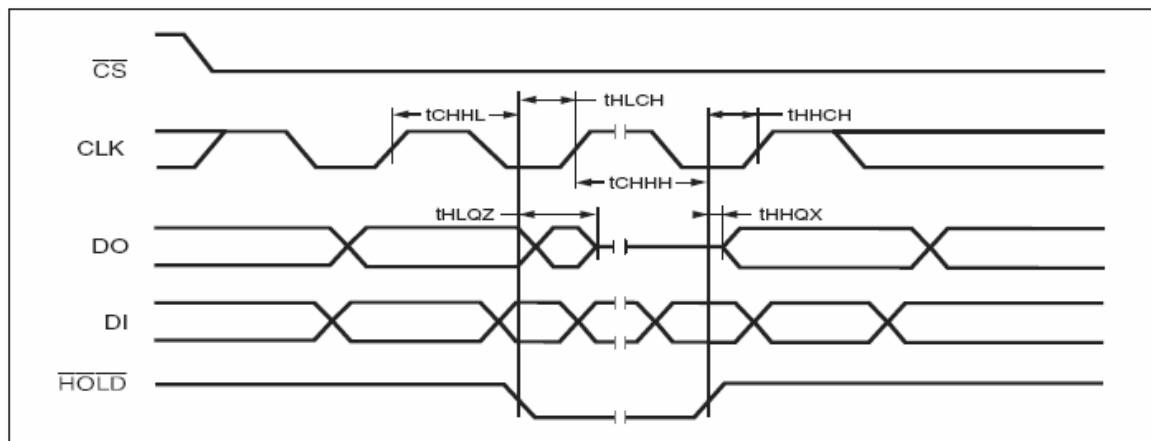 CS
tHLCH
tCHHL
tHHCH
CLK
tCHHH
tHLQZ
tHHQX
DO
DI
HOLD